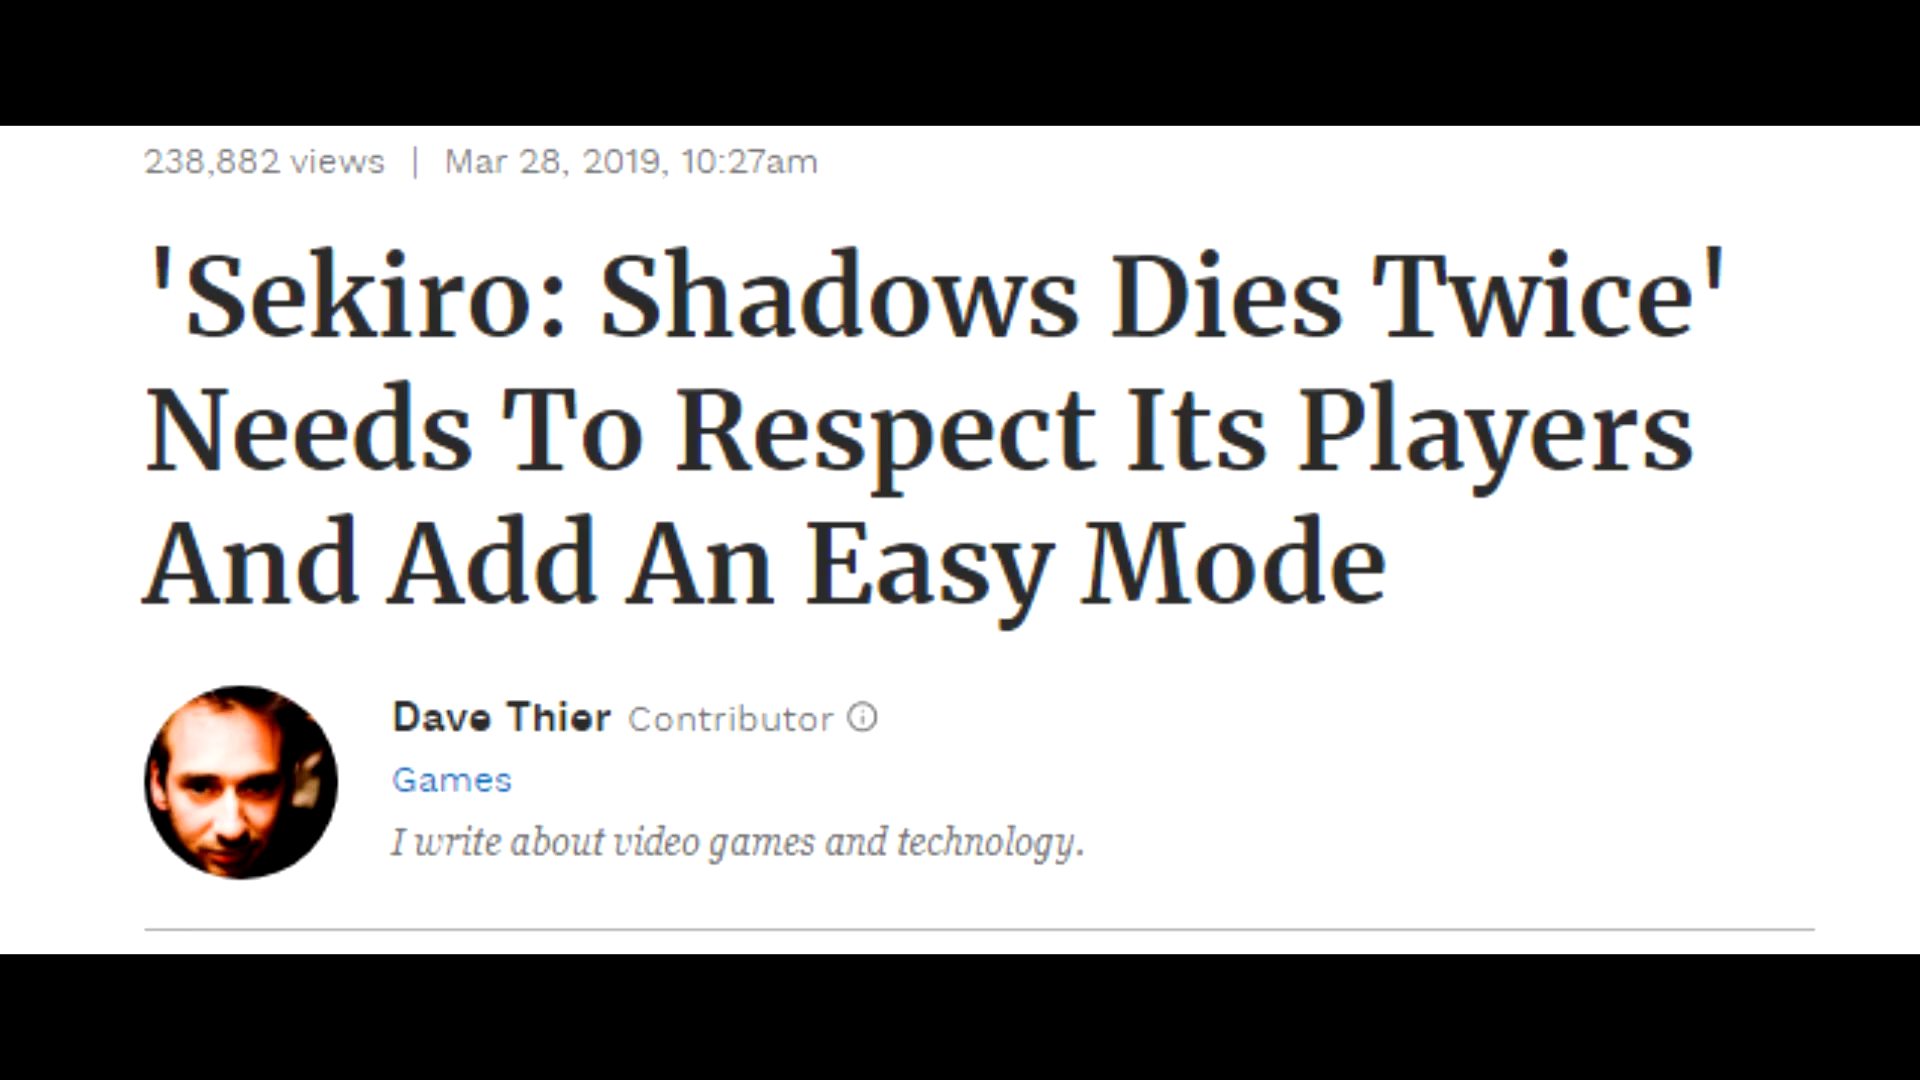 238,882 views | Mar 28, 2019, 10:27am
'Sekiro: Shadows Dies Twice'
Needs To Respect Its Players
And Add An Easy Mode
Dave Thier Contributor
Games
I write about video games and technology.